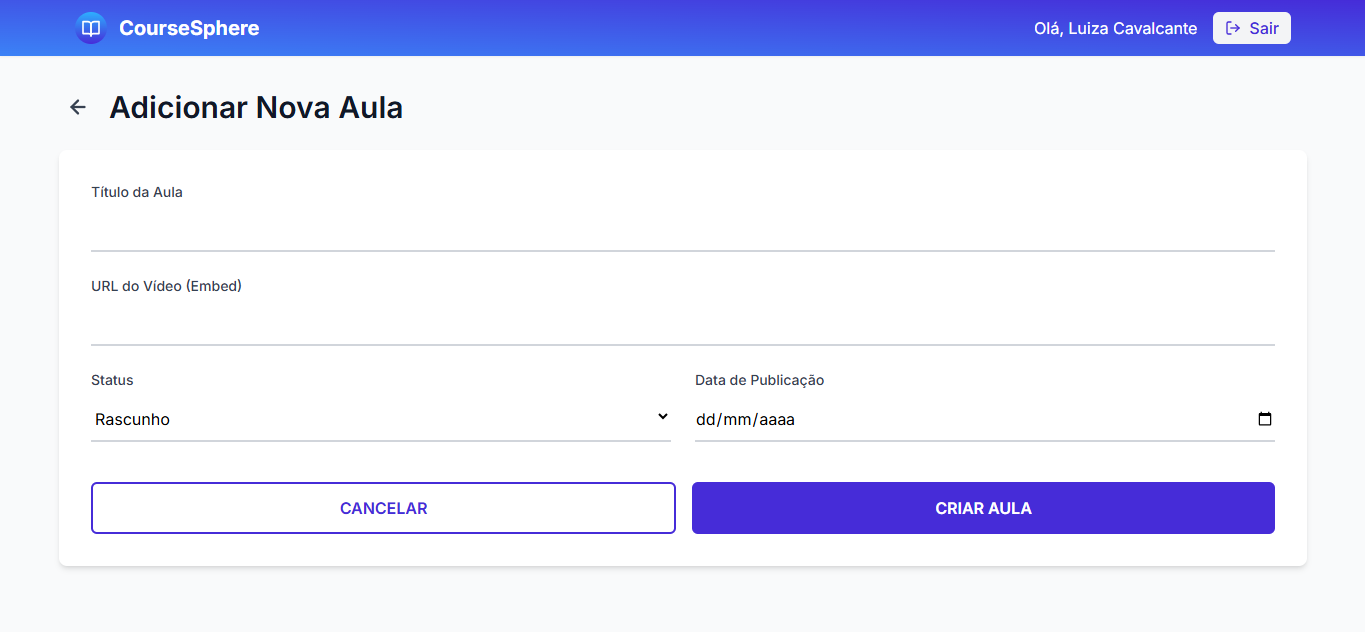 CourseSphere
Olá, Luiza Cavalcante
Sair
Adicionar Nova Aula
Título da Aula
URL do Vídeo (Embed)
Status
Data de Publicação
Rascunho
dd/mm/aaaa
CANCELAR
CRIAR AULA